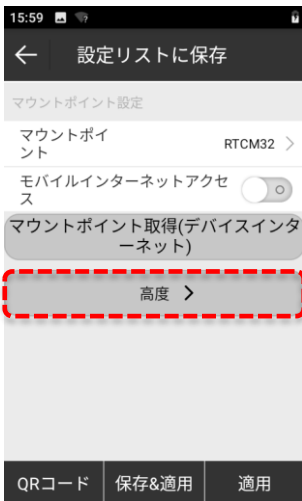 15:59
設定リストに保存
マウントポイント設定
マウントポイ
ント
RTCM32
モバイルインターネットアクセ
ス
マウントポイント取得(デバイスインタ
ーネット)
高度
QRコード
保存&適用
適用